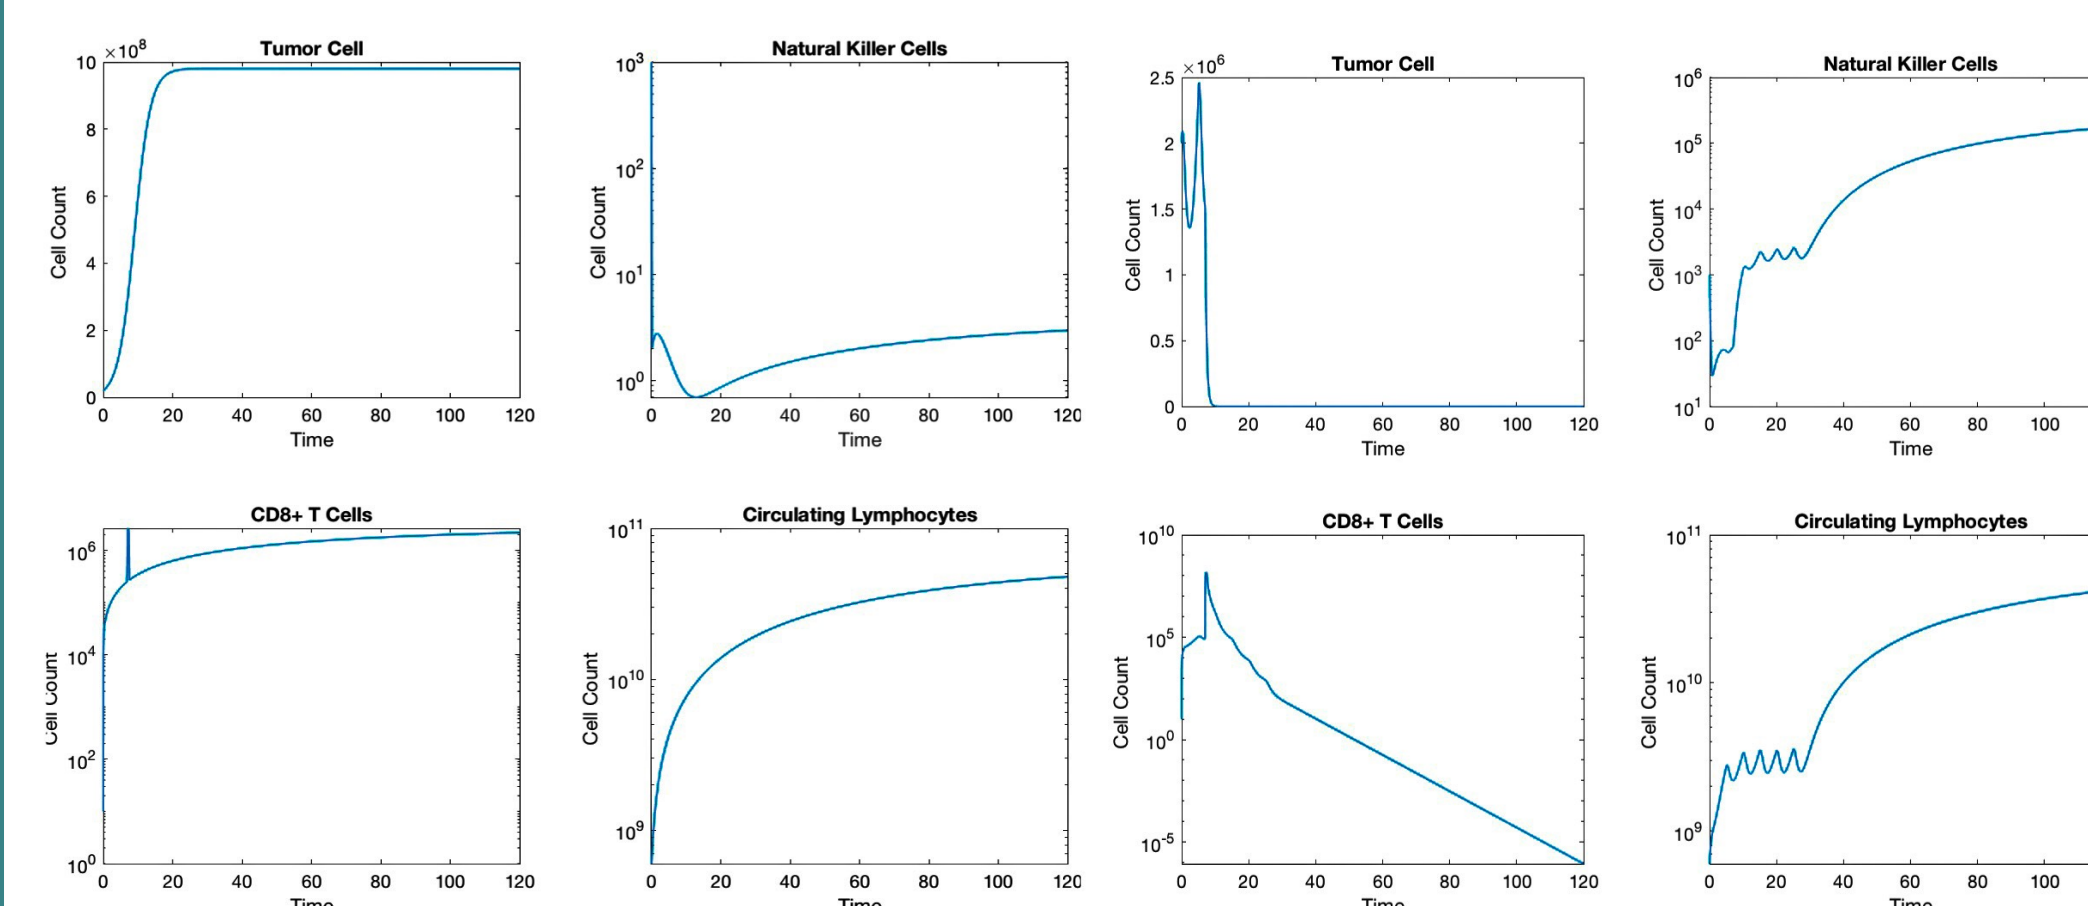 Tumor Cell
×10⁸
10
8
6
4
2
0
Cell Count
0 20 40 60 80 100 120
Time
Natural Killer Cells
10³
10²
10¹
10⁰
Cell Count
0 20 40 60 80 100 120
Time
Tumor Cell
×10⁶
2.5
2
1.5
1
0.5
0
Cell Count
0 20 40 60 80 100 120
Time
Natural Killer Cells
10⁶
10⁵
10⁴
10³
10²
10¹
Cell Count
0 20 40 60 80 100
Time
CD8+ T Cells
10⁶
10⁴
10²
10⁰
Cell Count
0 20 40 60 80 100 120
Time
Circulating Lymphocytes
10¹¹
10¹⁰
10⁹
Cell Count
0 20 40 60 80 100 120
Time
CD8+ T Cells
10¹⁰
10⁵
10⁰
10⁻⁵
Cell Count
0 20 40 60 80 100 120
Time
Circulating Lymphocytes
10¹¹
10¹⁰
10⁹
Cell Count
0 20 40 60 80 100
Time